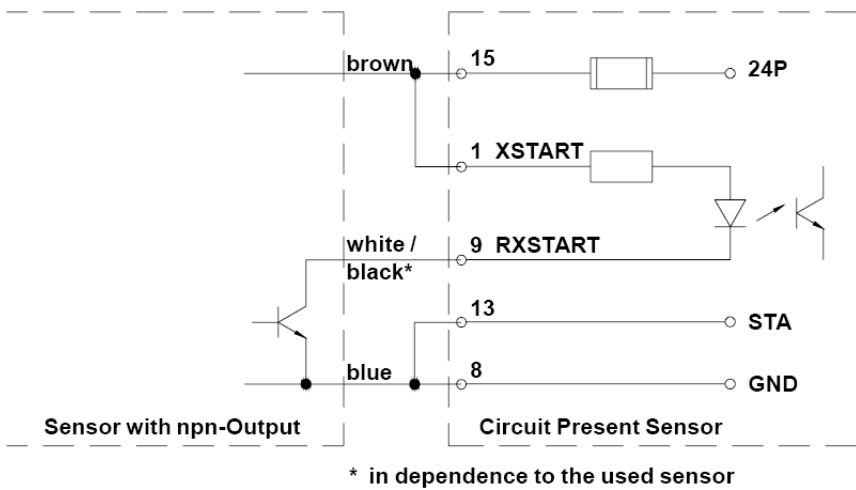 brown
15
24P
1 XSTART
white /
black*
9 RXSTART
13
STA
blue
8
GND
Sensor with npn-Output
Circuit Present Sensor
* in dependence to the used sensor